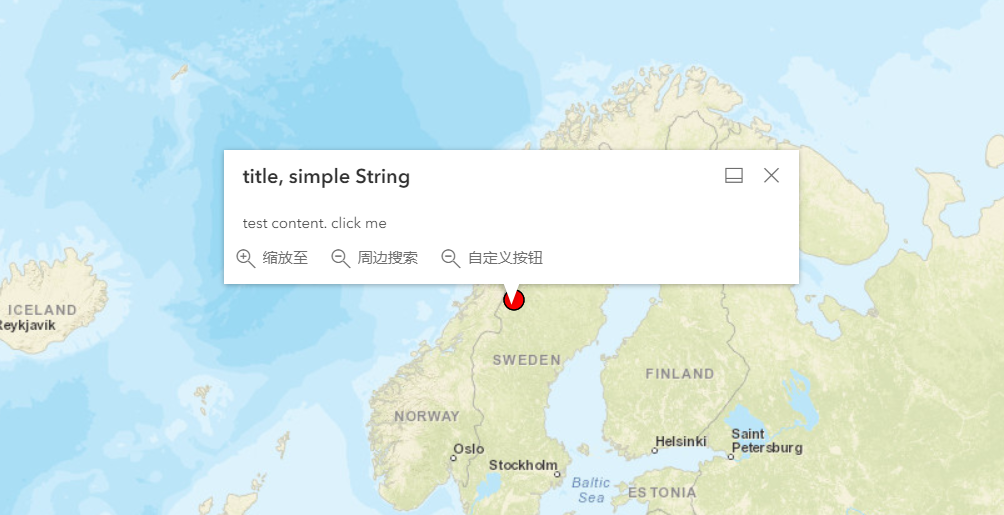 title, simple String
test content. click me
缩放至 周边搜索 自定义按钮
ICELAND
Reykjavík
SWEDEN
FINLAND
NORWAY
Oslo
Helsinki
Saint
Petersburg
Stockholm
Baltic
Sea
ESTONIA